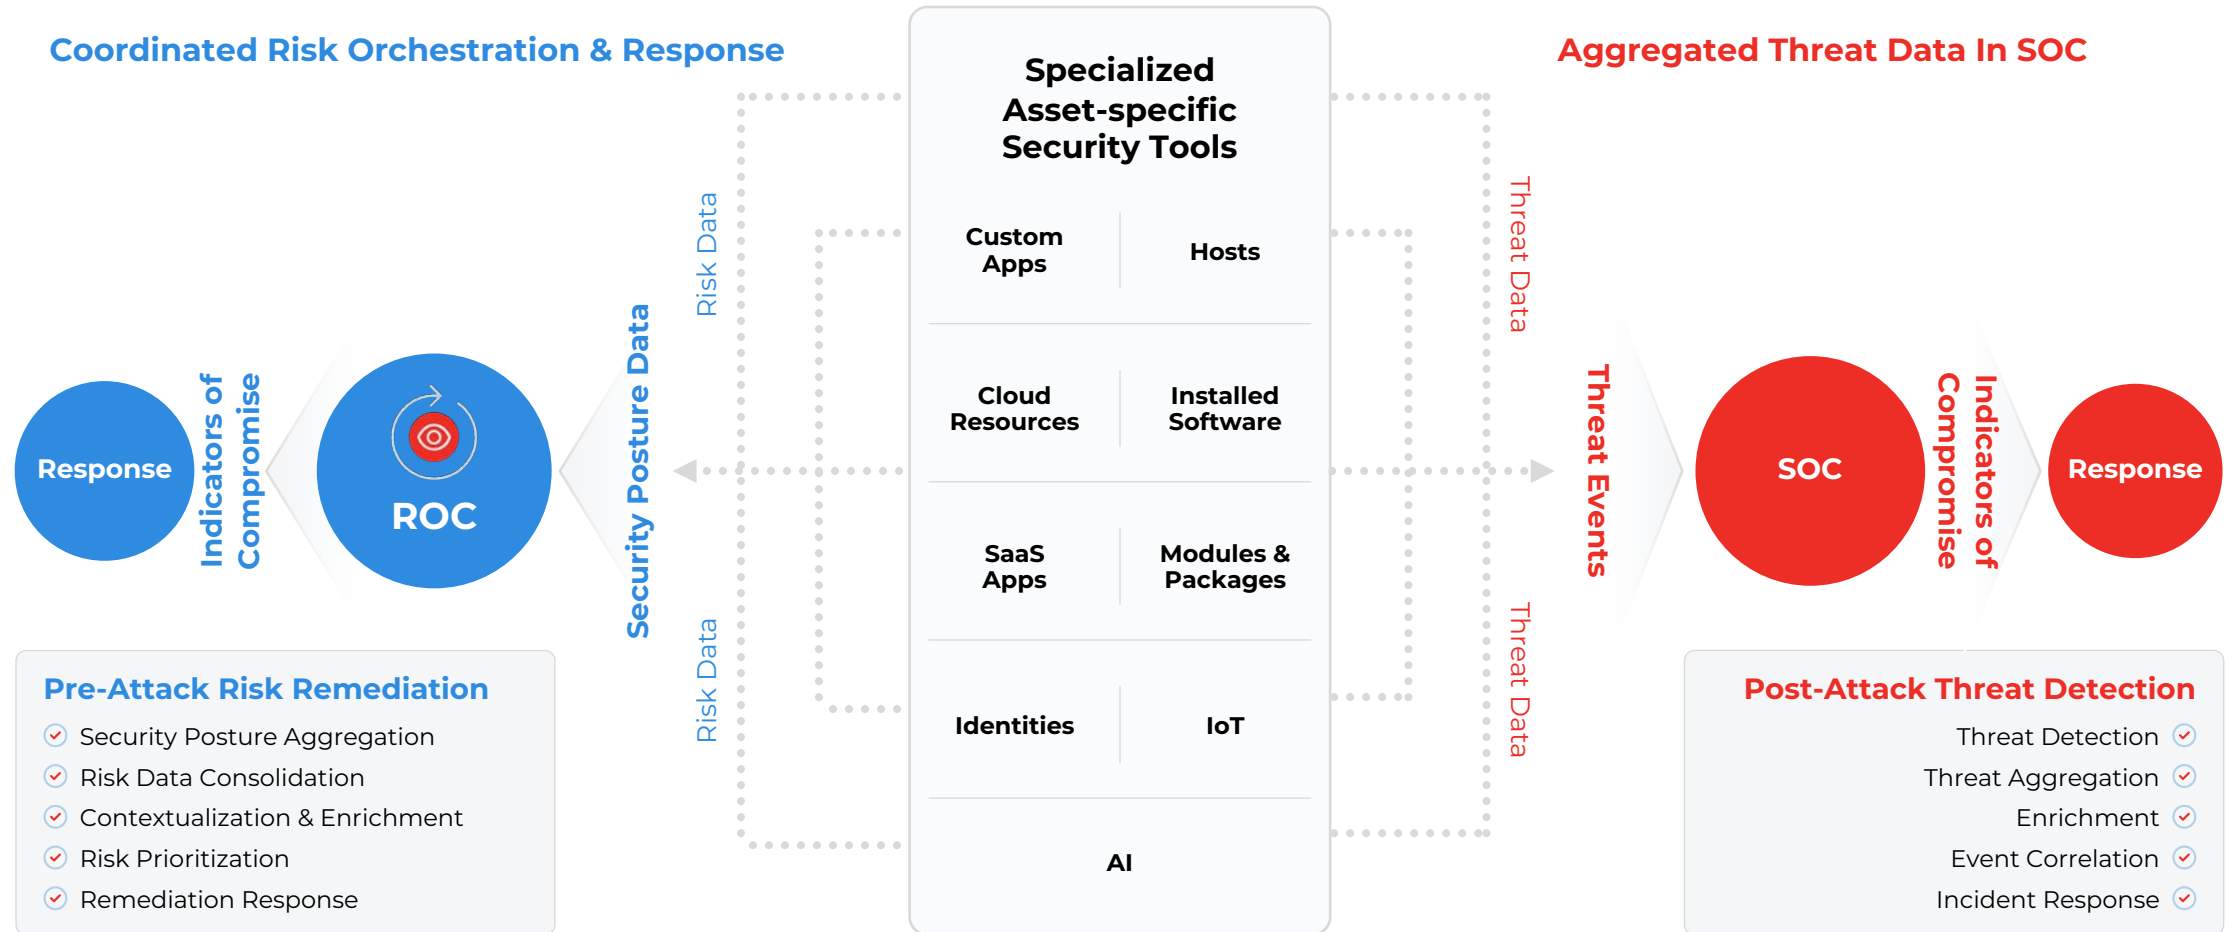 Coordinated Risk Orchestration & Response
Response
Indicators of
Compromise
ROC
Security Posture Data
Risk Data
Risk Data
Pre-Attack Risk Remediation
Security Posture Aggregation
Risk Data Consolidation
Contextualization & Enrichment
Risk Prioritization
Remediation Response
Specialized
Asset-specific
Security Tools
Custom
Apps
Hosts
Cloud
Resources
Installed
Software
SaaS
Apps
Modules &
Packages
Identities
IoT
AI
Aggregated Threat Data In SOC
Threat Data
Threat Data
Threat Events
SOC
Indicators of
Compromise
Response
Post-Attack Threat Detection
Threat Detection
Threat Aggregation
Enrichment
Event Correlation
Incident Response